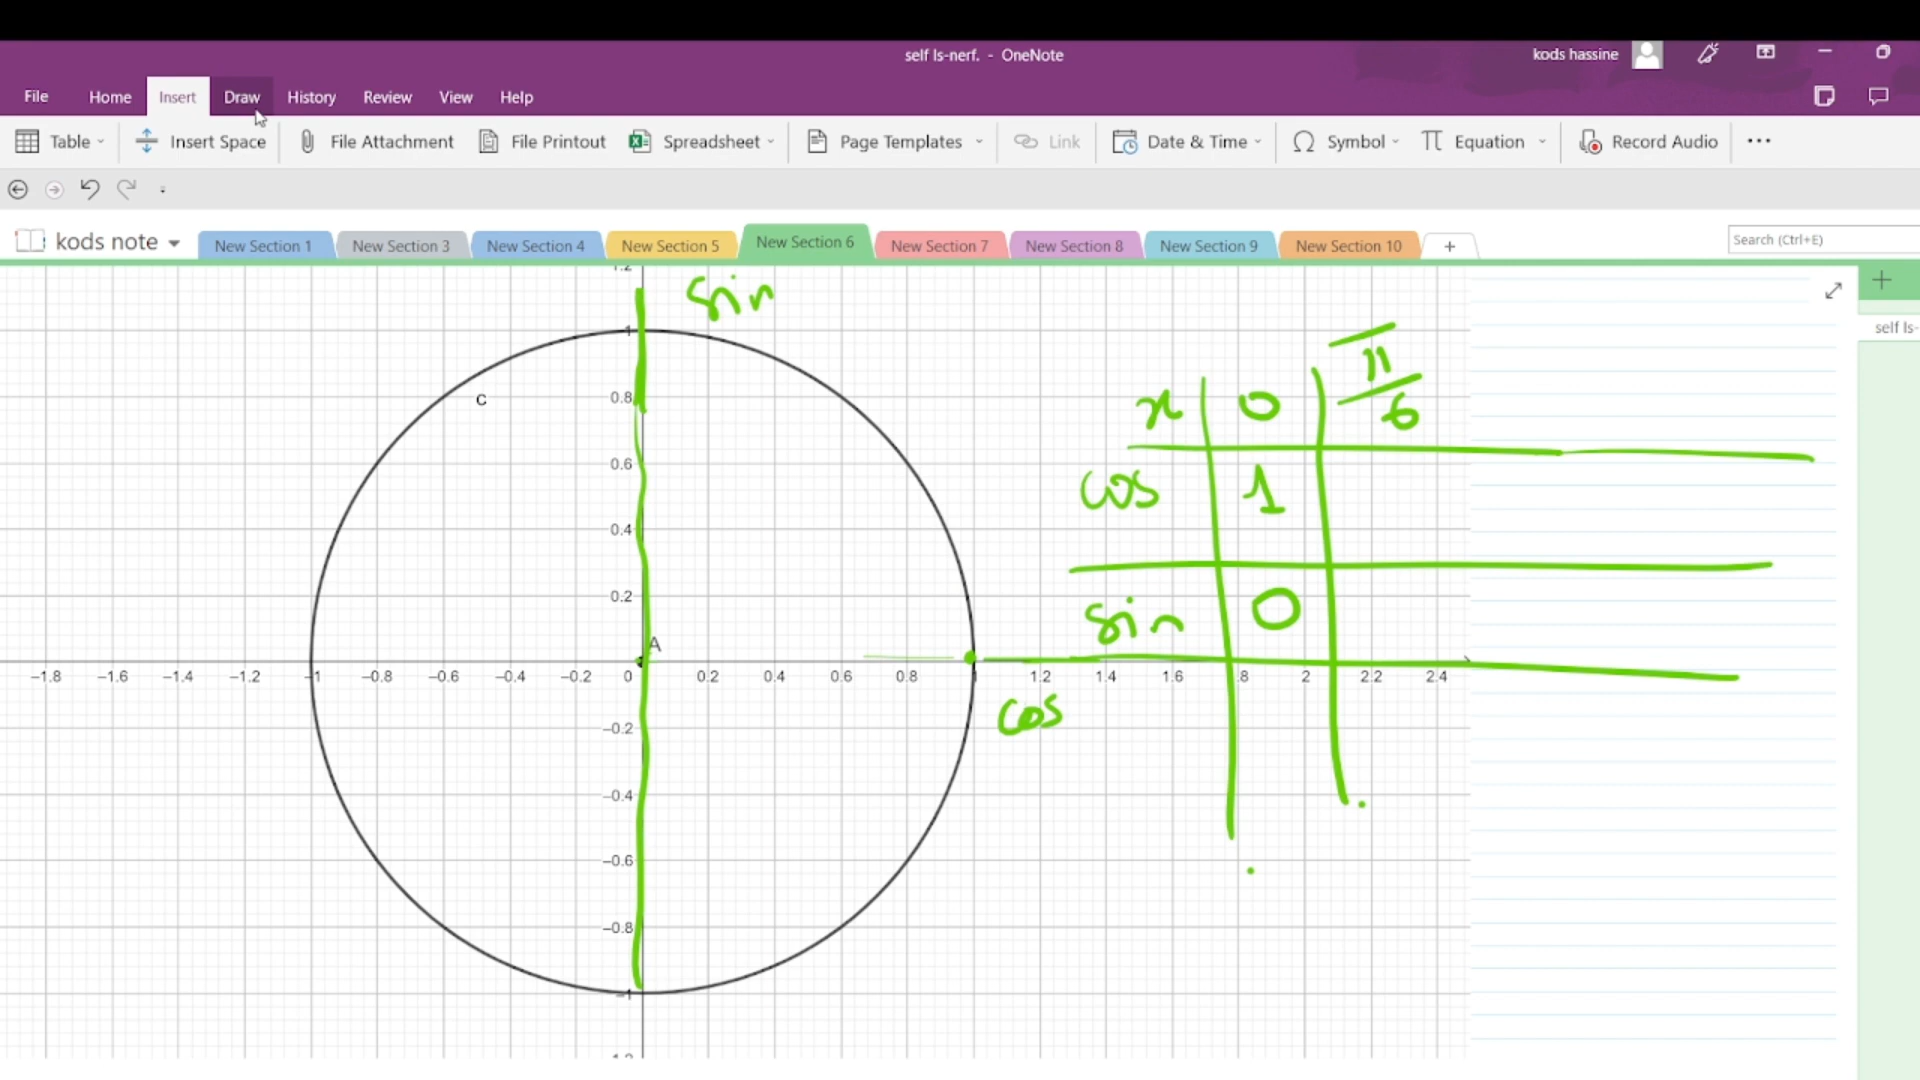 self ls-nerf. - OneNote
kods hassine
File Home Insert Draw History Review View Help
Table Insert Space File Attachment File Printout Spreadsheet Page Templates Link Date & Time Symbol Equation Record Audio
kods note New Section 1 New Section 3 New Section 4 New Section 5 New Section 6 New Section 7 New Section 8 New Section 9 New Section 10 +
Search (Ctrl+E)
self ls-
sin
1
0.8
0.6
0.4
0.2
C
A
−1.8 −1.6 −1.4 −1.2 −1 −0.8 −0.6 −0.4 −0.2 0 0.2 0.4 0.6 0.8 1 1.2 1.4 1.6 .8 2 2.2 2.4
−0.2
−0.4
−0.6
−0.8
−1
cos
x 0 π/6
cos 1
sin 0